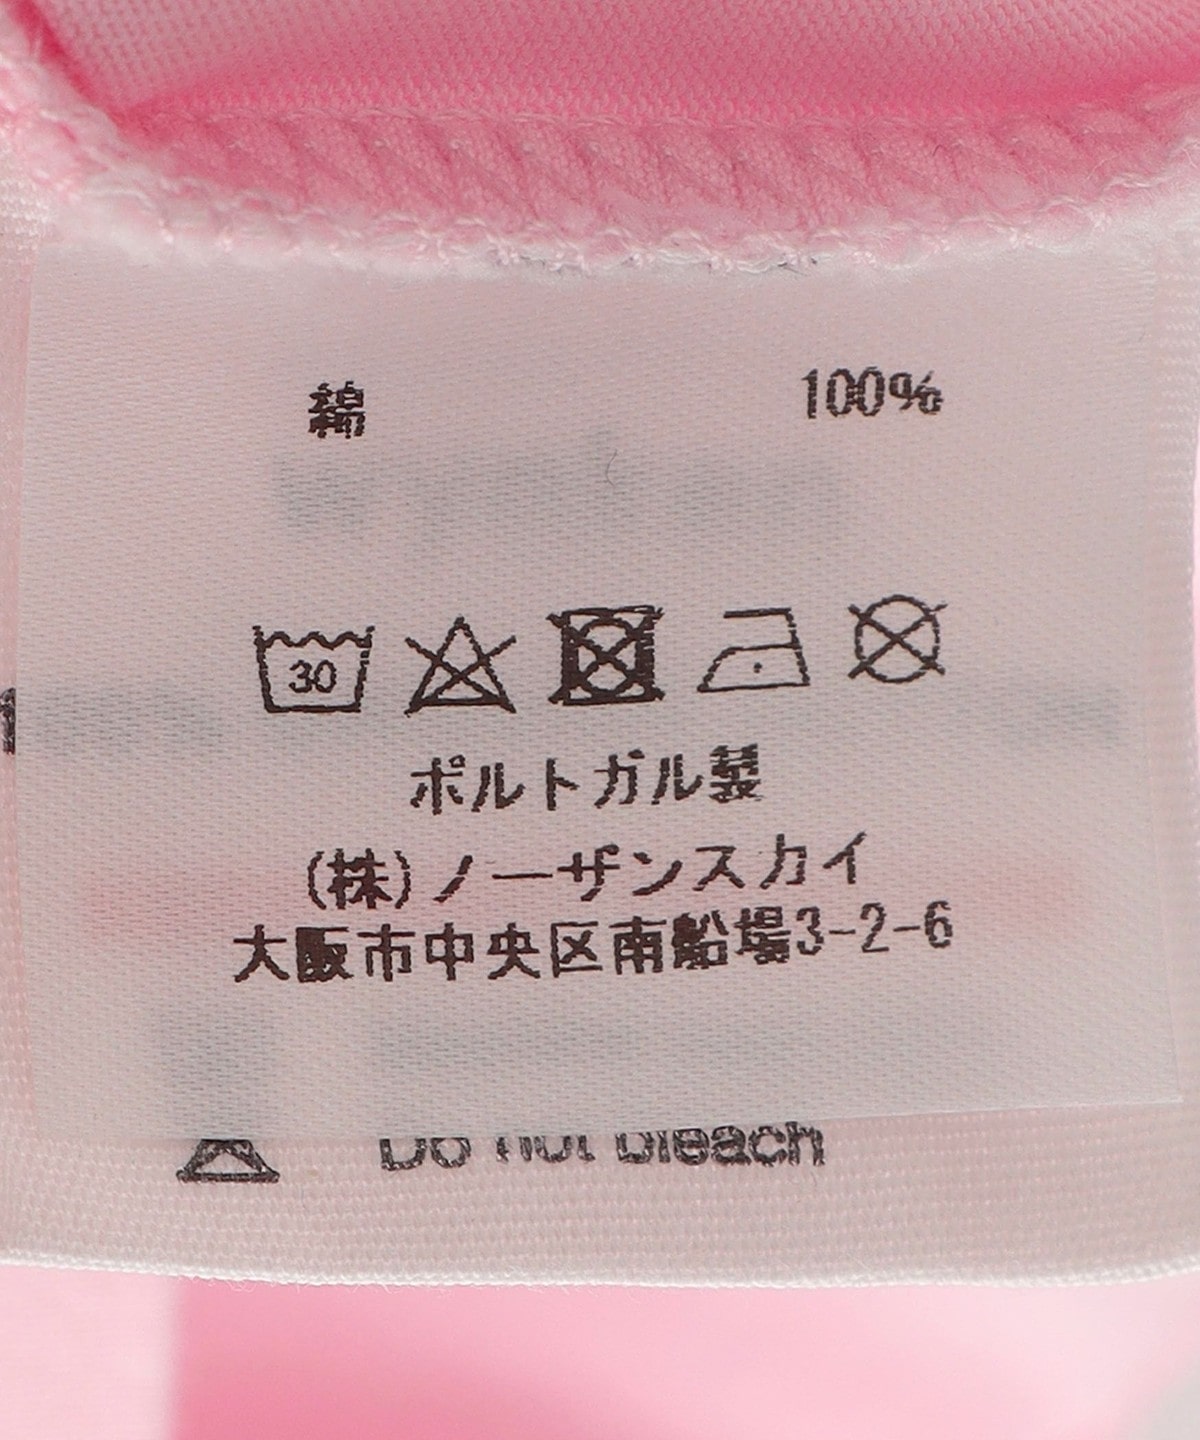 綿 100%
30
ポルトガル製
(株)ノーザンスカイ
大阪市中央区南船場3-2-6
Do not bleach